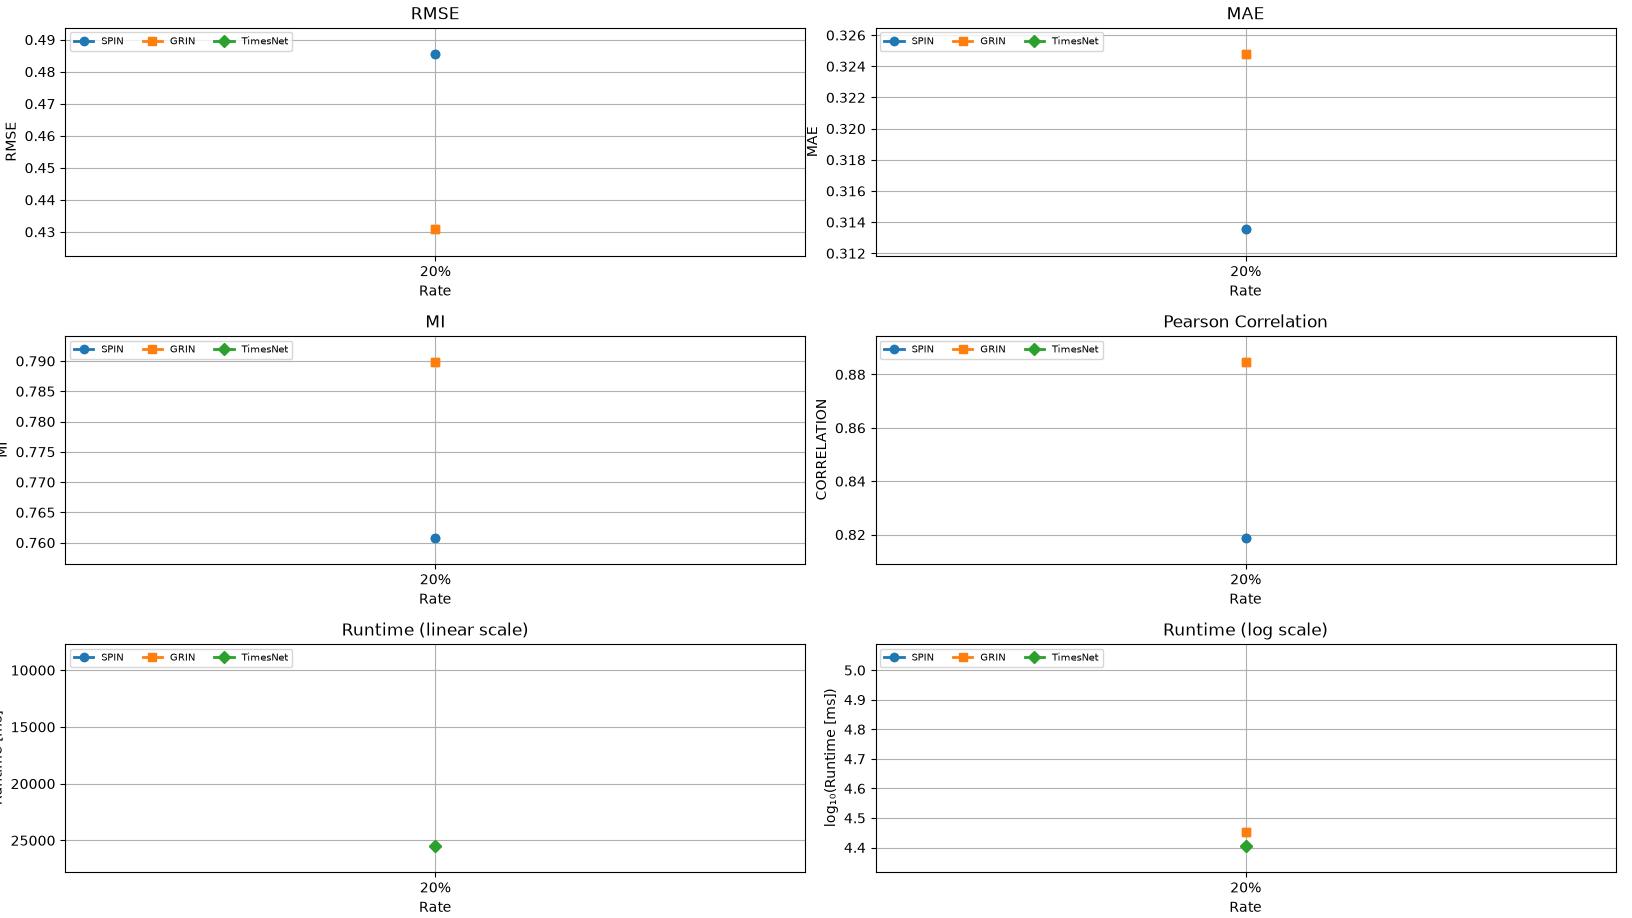 RMSE
SPIN GRIN TimesNet
0.49
0.48
0.47
0.46
0.45
0.44
0.43
RMSE
20%
Rate
MAE
SPIN GRIN TimesNet
0.326
0.324
0.322
0.320
0.318
0.316
0.314
0.312
MAE
20%
Rate
MI
SPIN GRIN TimesNet
0.790
0.785
0.780
0.775
0.770
0.765
0.760
MI
20%
Rate
Pearson Correlation
SPIN GRIN TimesNet
0.88
0.86
0.84
0.82
CORRELATION
20%
Rate
Runtime (linear scale)
SPIN GRIN TimesNet
10000
15000
20000
25000
20%
Rate
Runtime (log scale)
SPIN GRIN TimesNet
5.0
4.9
4.8
4.7
4.6
4.5
4.4
log₁₀(Runtime [ms])
20%
Rate